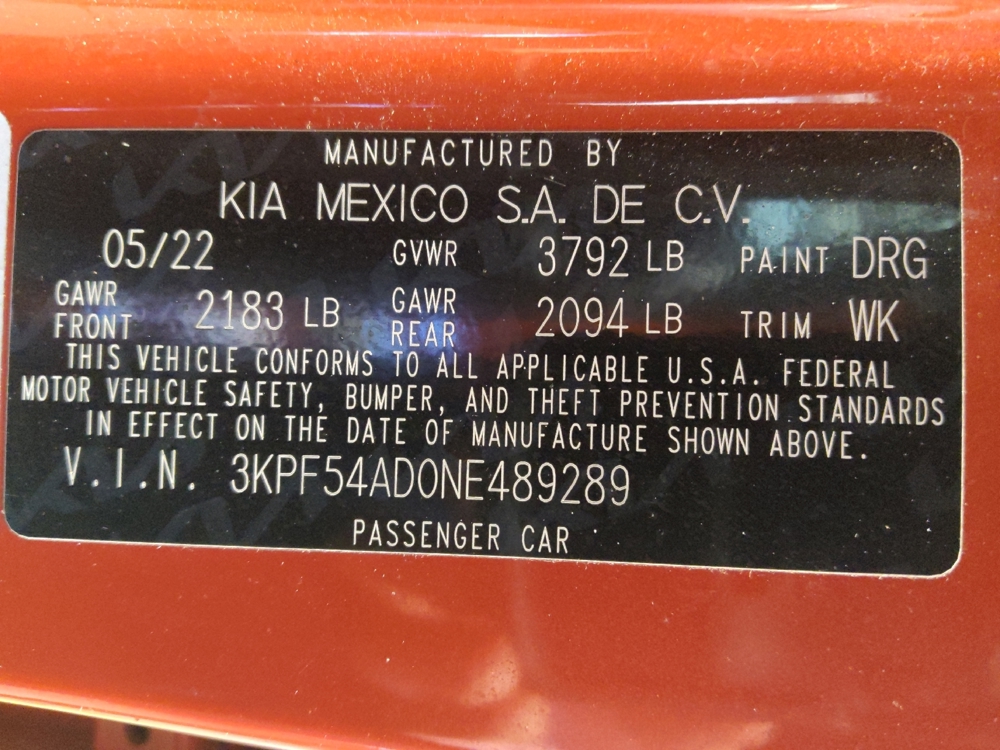 MANUFACTURED BY
KIA MEXICO S.A. DE C.V.
05/22 GVWR 3792 LB PAINT DRG
GAWR FRONT 2183 LB GAWR REAR 2094 LB TRIM WK
THIS VEHICLE CONFORMS TO ALL APPLICABLE U.S.A. FEDERAL
MOTOR VEHICLE SAFETY, BUMPER, AND THEFT PREVENTION STANDARDS
IN EFFECT ON THE DATE OF MANUFACTURE SHOWN ABOVE.
V.I.N. 3KPF54AD0NE489289
PASSENGER CAR